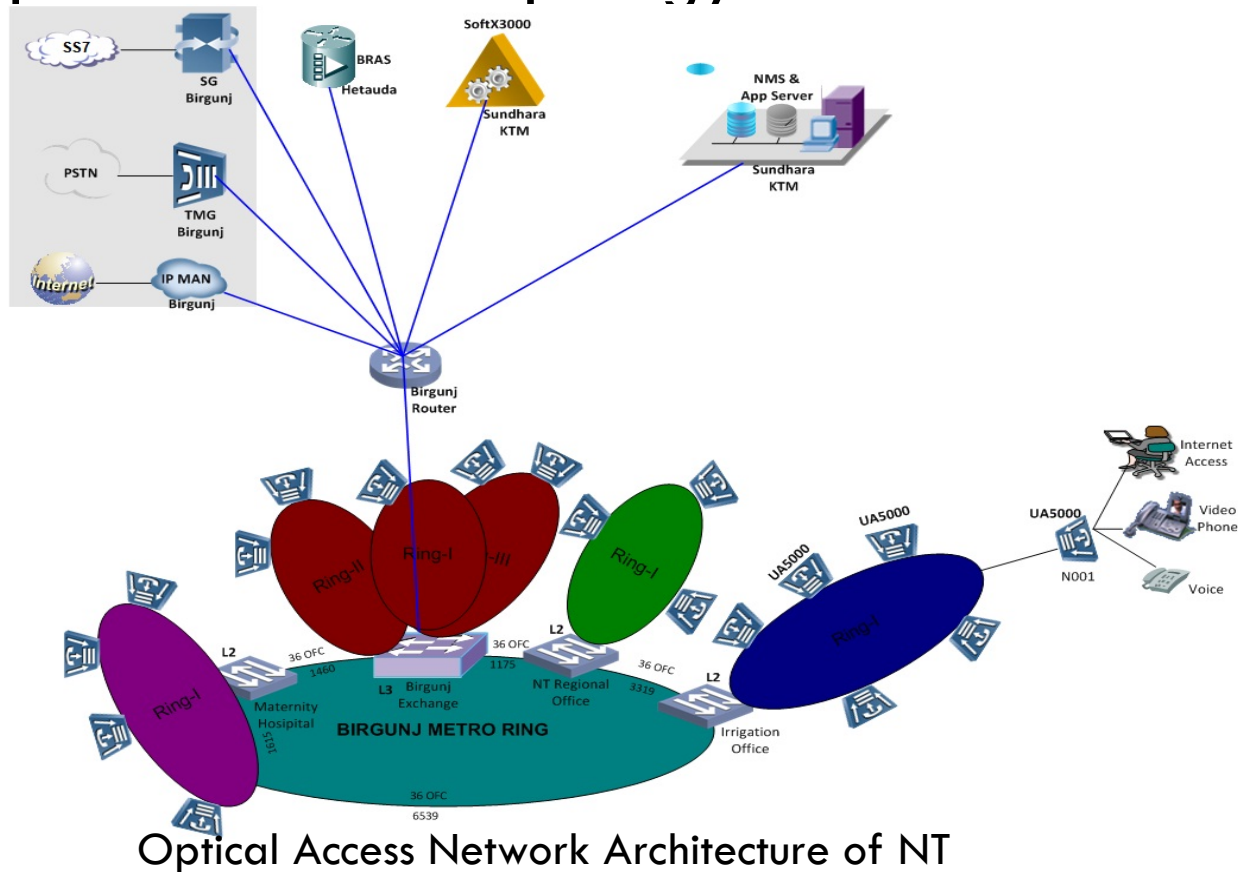 SS7
SG
Birgunj
PSTN
TMG
Birgunj
Internet
IP MAN
Birgunj
BRAS
Hetauda
SoftX3000
Sundhara
KTM
NMS &
App Server
Sundhara
KTM
Birgunj
Router
Ring-II
Ring-I
-III
Ring-I
Ring-I
Ring-I
UA5000
UA5000
UA5000
N001
Internet
Access
Video
Phone
Voice
L2
36 OFC
1460
Maternity
Hosipital
1615
L3
Birgunj
Exchange
36 OFC
1175
L2
NT Regional
Office
36 OFC
3319
L2
Irrigation
Office
BIRGUNJ METRO RING
36 OFC
6539
Optical Access Network Architecture of NT